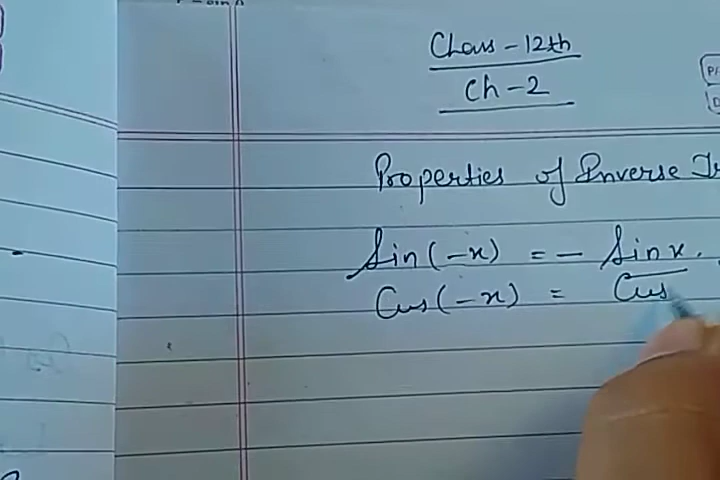 Class - 12th
Ch - 2
Properties of Inverse
Sin(-x) = - Sinx.
Cos(-x) = Cos